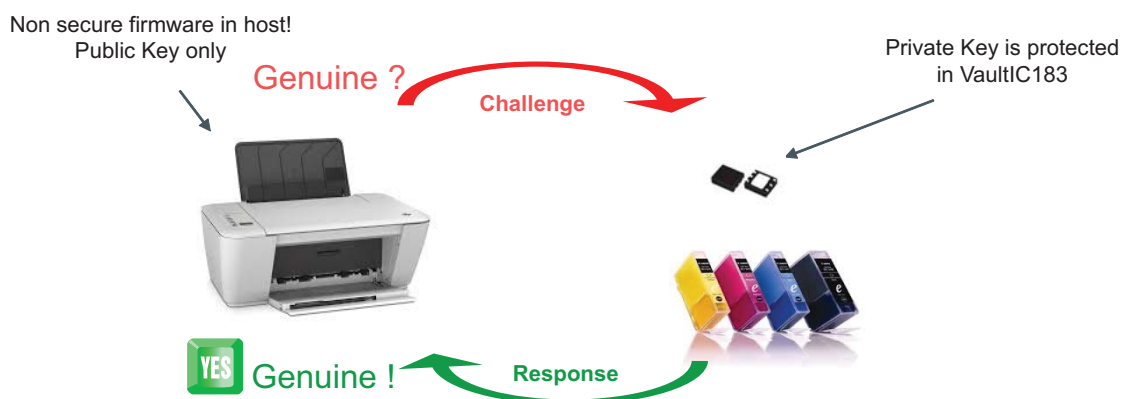 Non secure firmware in host!
Public Key only
Genuine ?
Challenge
Private Key is protected
in VaultIC183
YES
Genuine !
Response